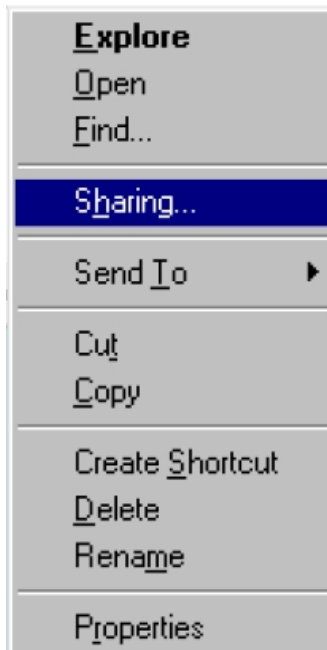 Explore
Open
Find...
Sharing...
Send To
Cut
Copy
Create Shortcut
Delete
Rename
Properties